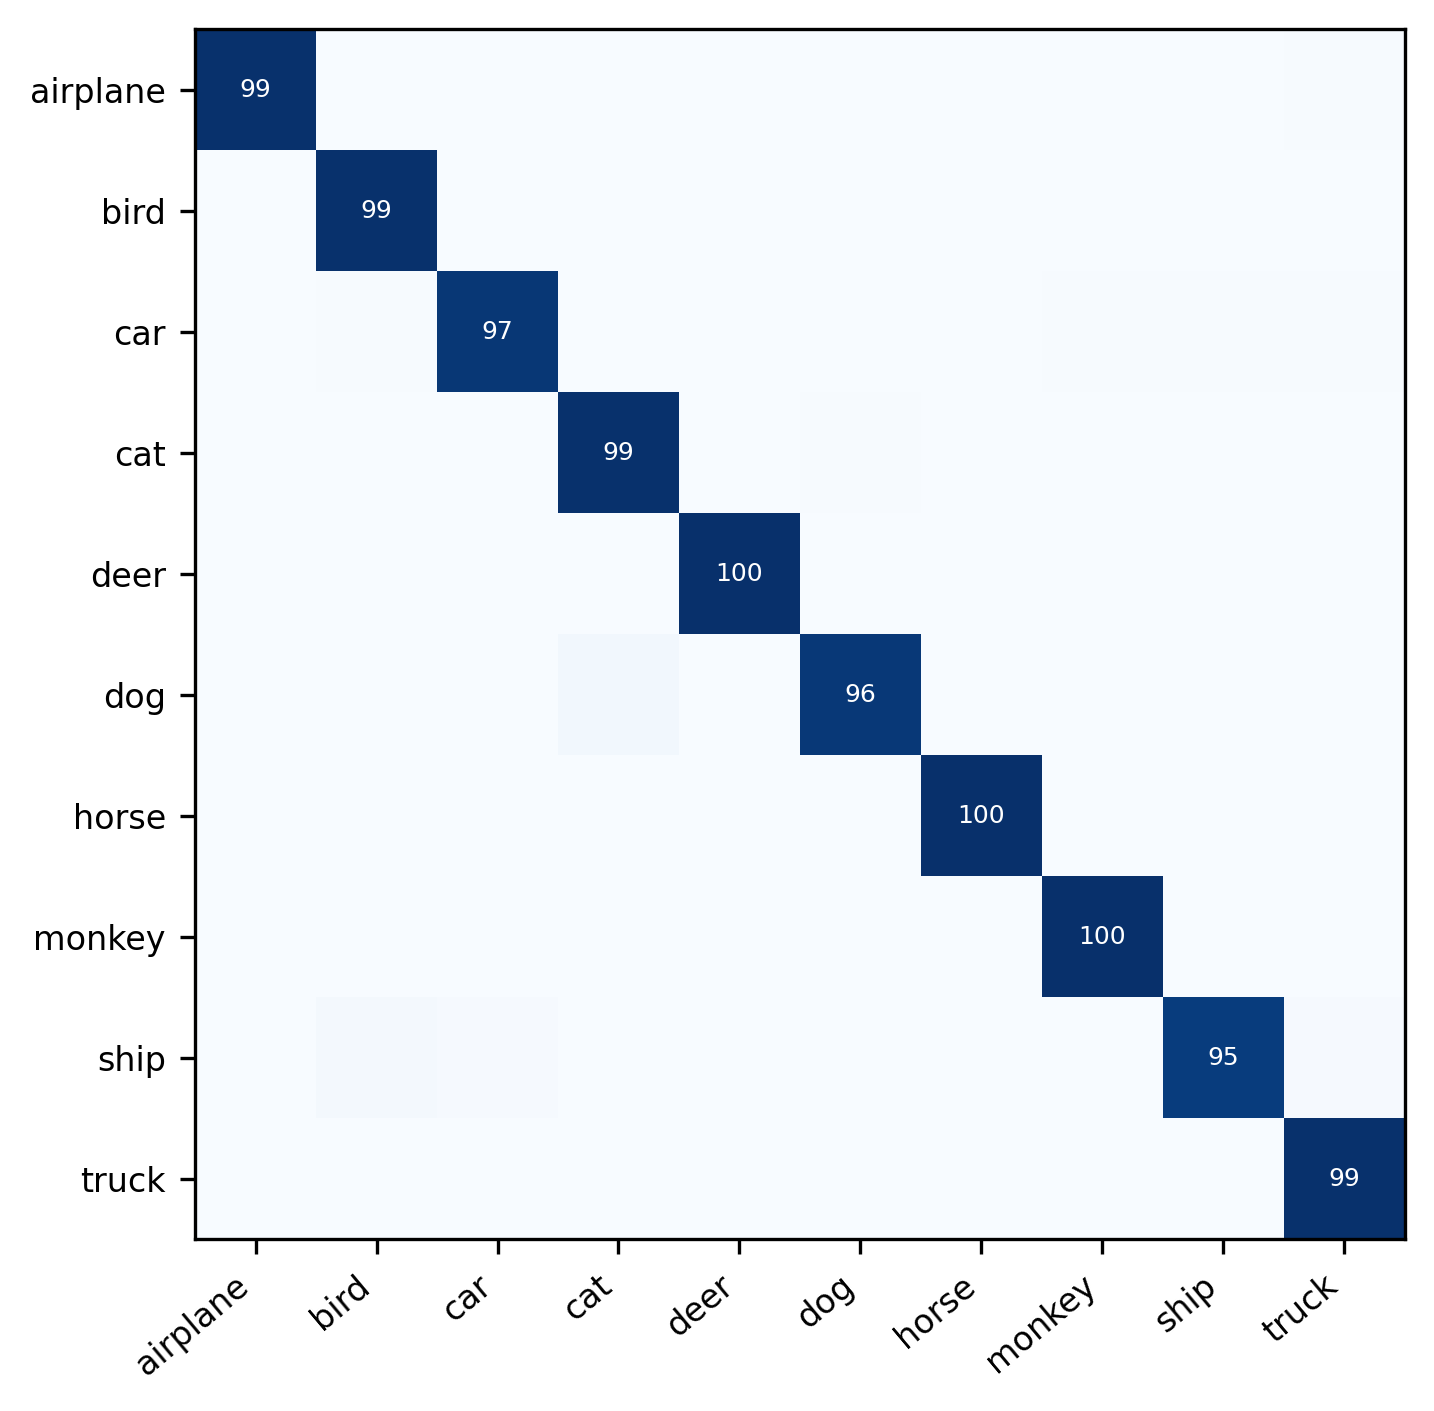 airplane 99
bird 99
car 97
cat 99
deer 100
dog 96
horse 100
monkey 100
ship 95
truck 99
airplane bird car cat deer dog horse monkey ship truck